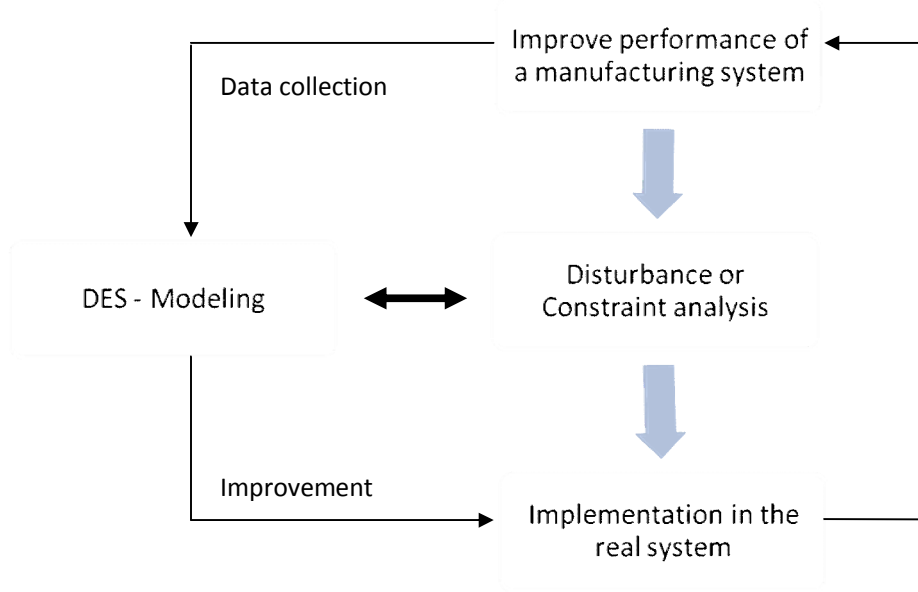 Improve performance of
a manufacturing system
Data collection
DES - Modeling
Disturbance or
Constraint analysis
Improvement
Implementation in the
real system